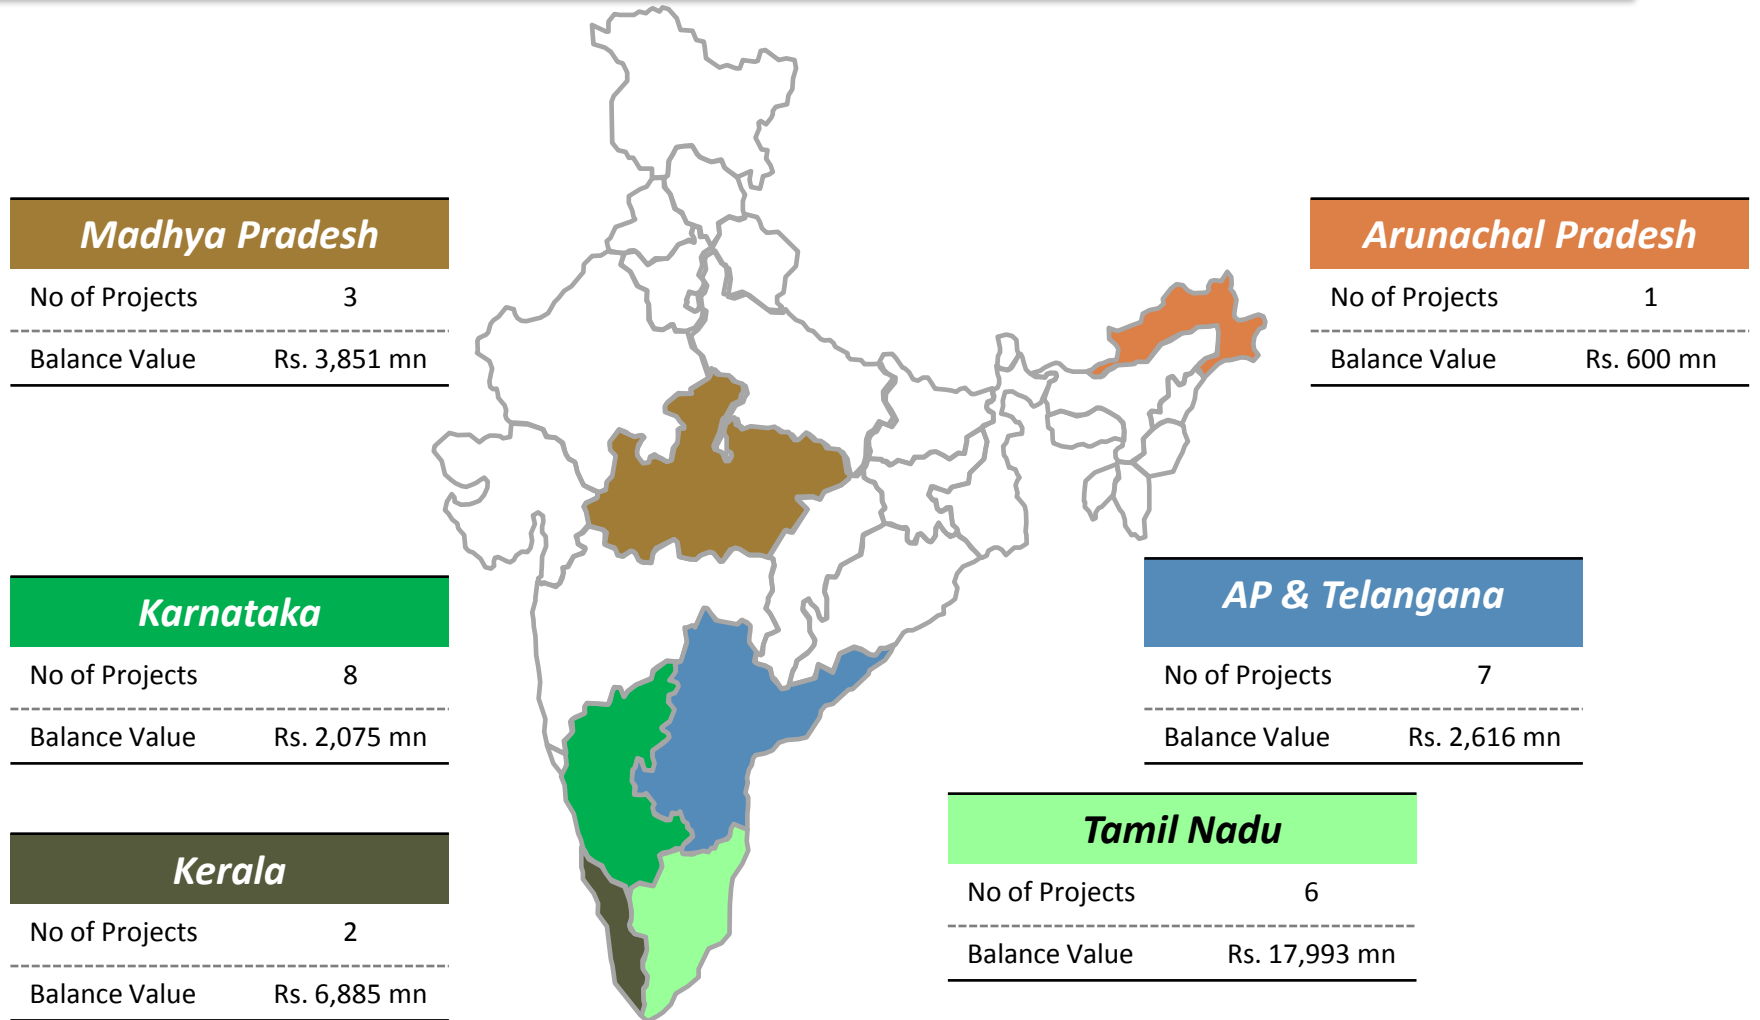 Madhya Pradesh
No of Projects 3
Balance Value Rs. 3,851 mn
Arunachal Pradesh
No of Projects 1
Balance Value Rs. 600 mn
Karnataka
No of Projects 8
Balance Value Rs. 2,075 mn
AP & Telangana
No of Projects 7
Balance Value Rs. 2,616 mn
Kerala
No of Projects 2
Balance Value Rs. 6,885 mn
Tamil Nadu
No of Projects 6
Balance Value Rs. 17,993 mn